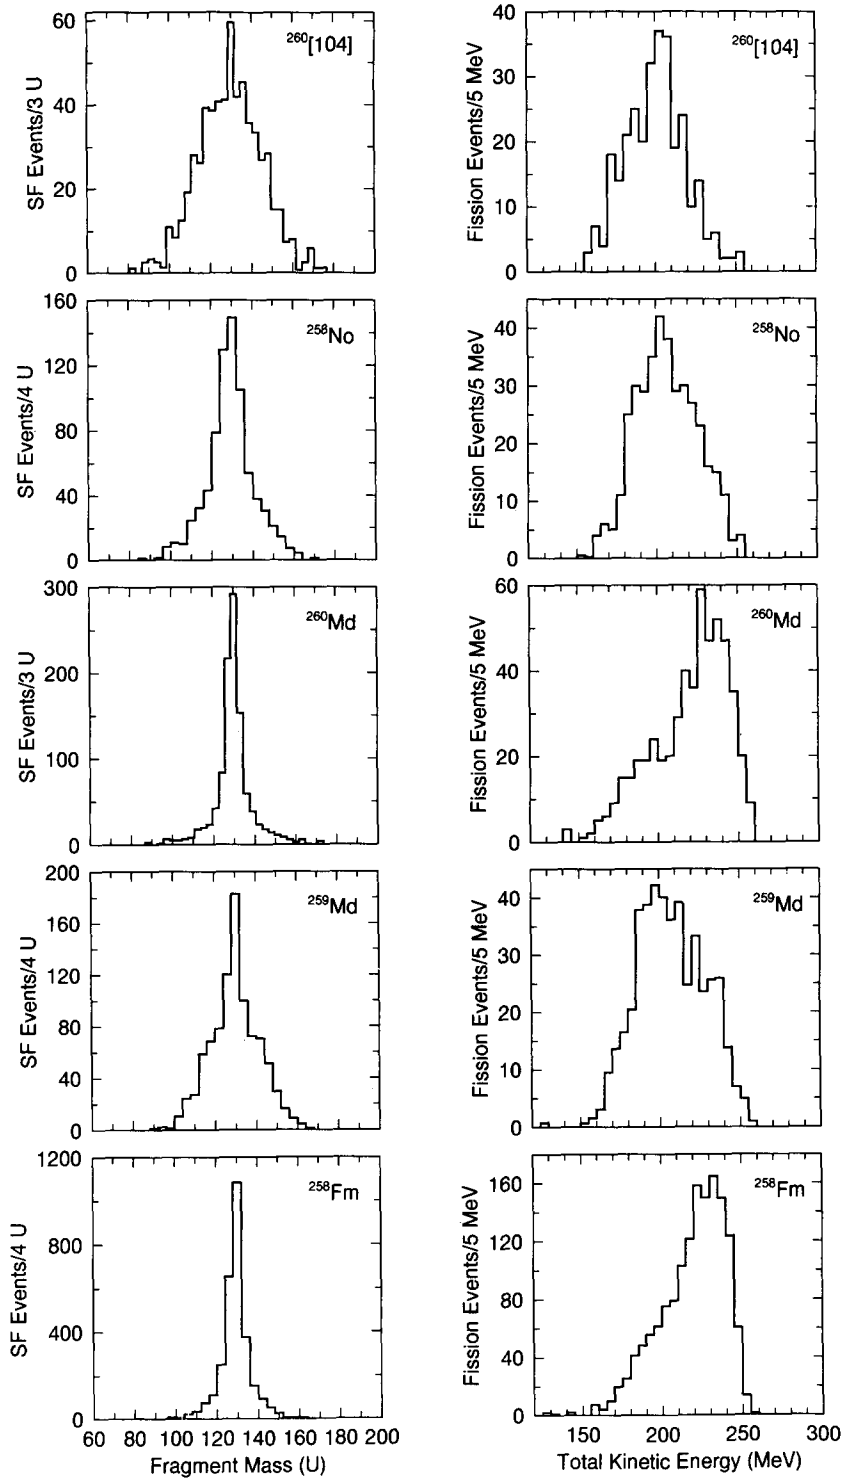 60
40
20
0
SF Events/3 U
260[104]
40
30
20
10
0
Fission Events/5 MeV
260[104]
160
120
80
40
0
SF Events/4 U
258No
40
30
20
10
0
Fission Events/5 MeV
258No
300
200
100
0
SF Events/3 U
260Md
60
40
20
0
Fission Events/5 MeV
260Md
200
160
120
80
40
0
SF Events/4 U
259Md
40
30
20
10
0
Fission Events/5 MeV
259Md
1200
800
400
0
SF Events/4 U
258Fm
60 80 100 120 140 160 180 200
Fragment Mass (U)
160
120
80
40
0
Fission Events/5 MeV
258Fm
150 200 250 300
Total Kinetic Energy (MeV)